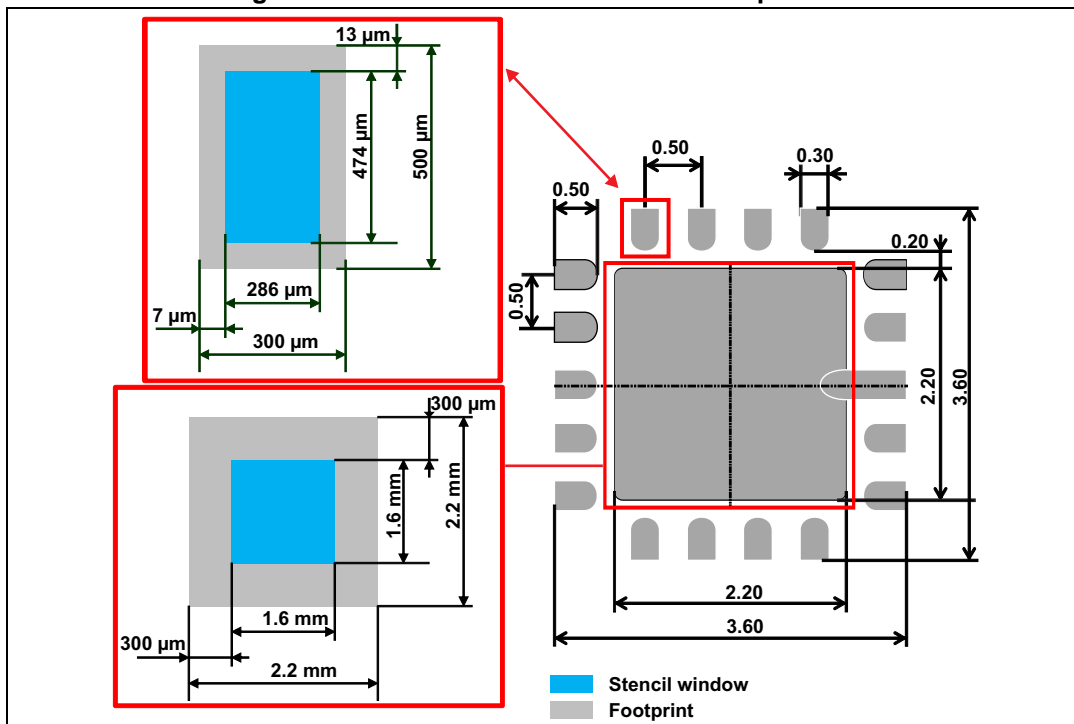 13 µm
474 µm
500 µm
286 µm
7 µm
300 µm
300 µm
1.6 mm
2.2 mm
1.6 mm
300 µm
2.2 mm
0.50
0.30
0.50
0.20
0.50
2.20
3.60
2.20
3.60
Stencil window
Footprint